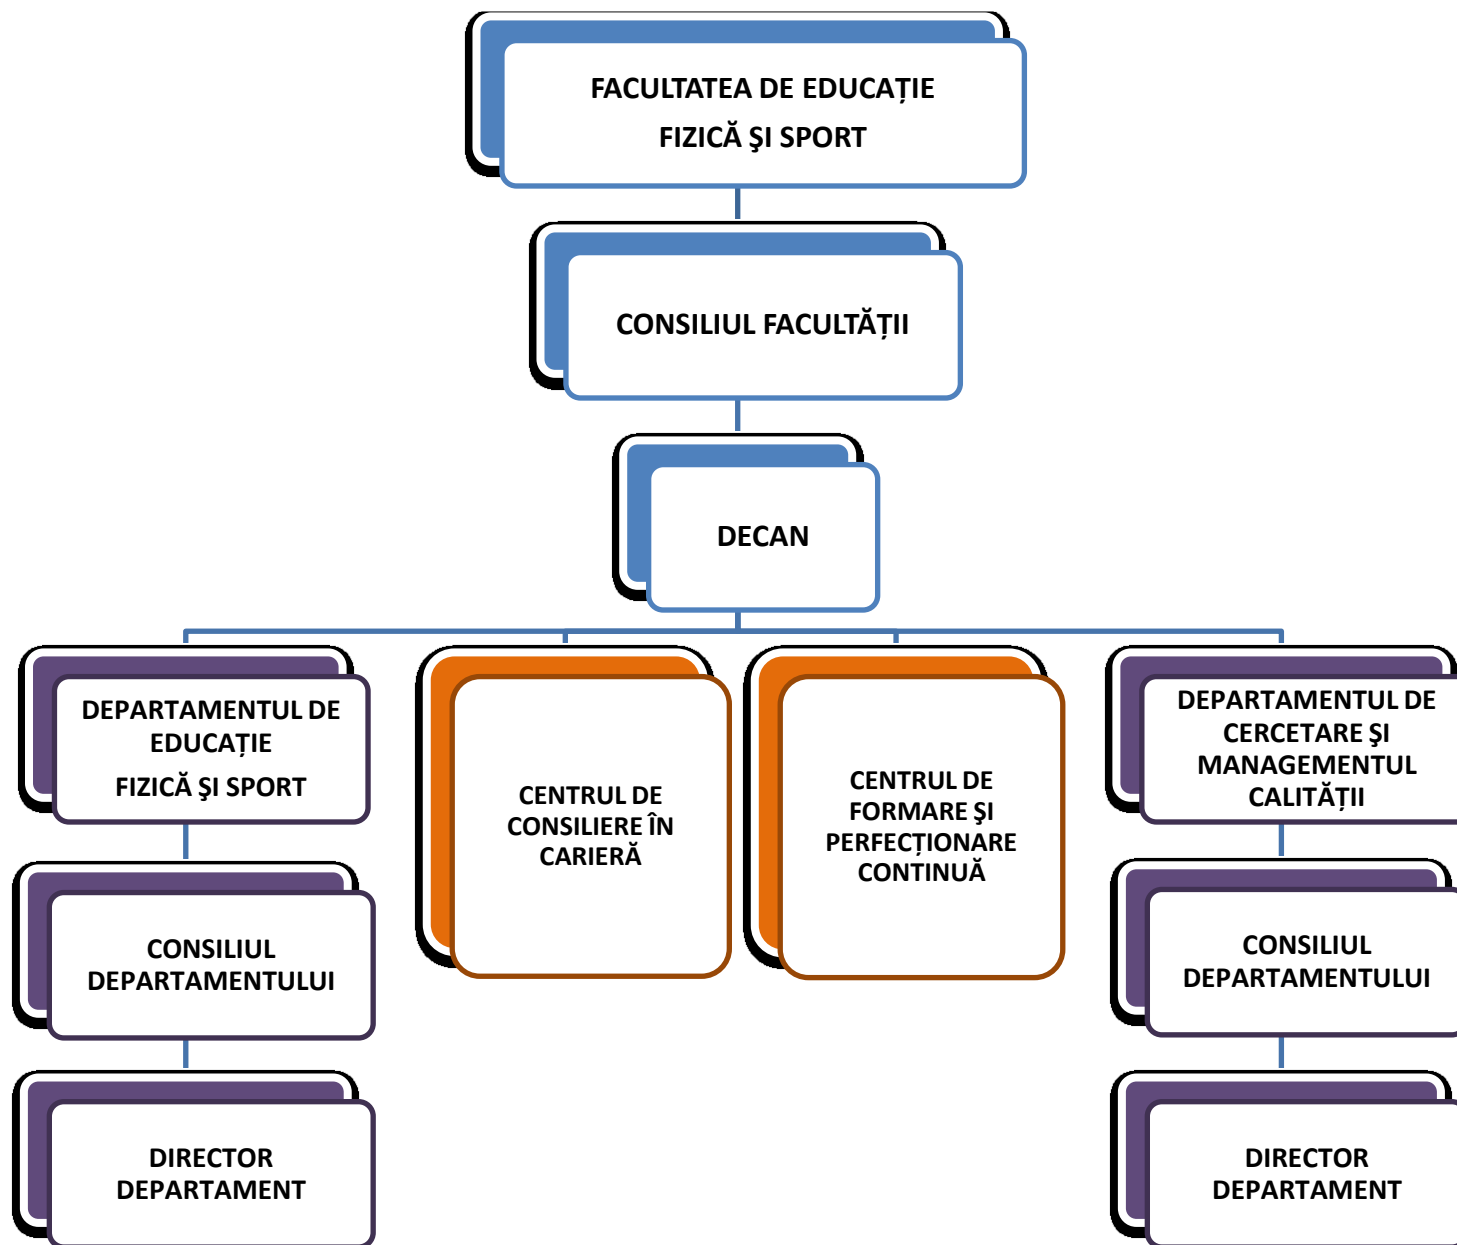 FACULTATEA DE EDUCAȚIE
FIZICĂ ŞI SPORT
CONSILIUL FACULTĂȚII
DECAN
DEPARTAMENTUL DE
EDUCAȚIE
FIZICĂ ŞI SPORT
CENTRUL DE
CONSILIERE ÎN
CARIERĂ
CENTRUL DE
FORMARE ŞI
PERFECȚIONARE
CONTINUĂ
DEPARTAMENTUL DE
CERCETARE ŞI
MANAGEMENTUL
CALITĂȚII
CONSILIUL
DEPARTAMENTULUI
CONSILIUL
DEPARTAMENTULUI
DIRECTOR
DEPARTAMENT
DIRECTOR
DEPARTAMENT